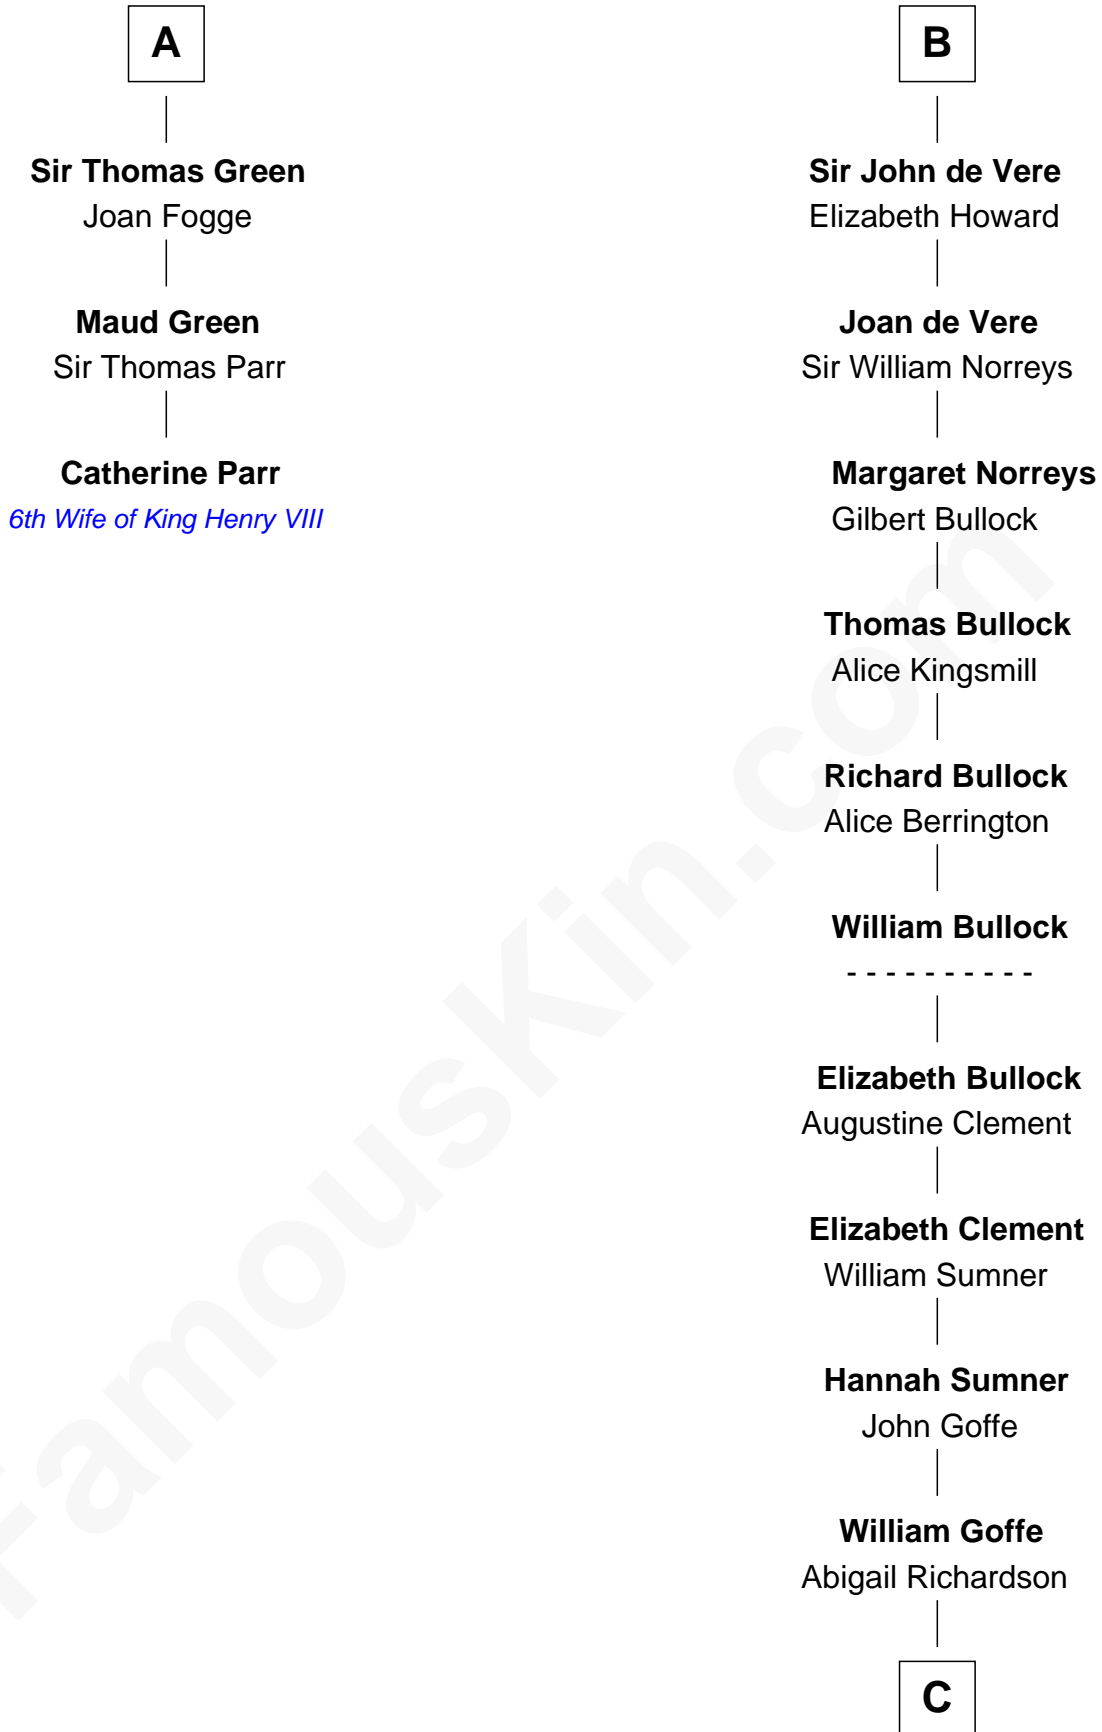 A
Sir Thomas Green
Joan Fogge
Maud Green
Sir Thomas Parr
Catherine Parr
6th Wife of King Henry VIII
B
Sir John de Vere
Elizabeth Howard
Joan de Vere
Sir William Norreys
Margaret Norreys
Gilbert Bullock
Thomas Bullock
Alice Kingsmill
Richard Bullock
Alice Berrington
William Bullock
- - - - - - - - - -
Elizabeth Bullock
Augustine Clement
Elizabeth Clement
William Sumner
Hannah Sumner
John Goffe
William Goffe
Abigail Richardson
C
FamousKin.com